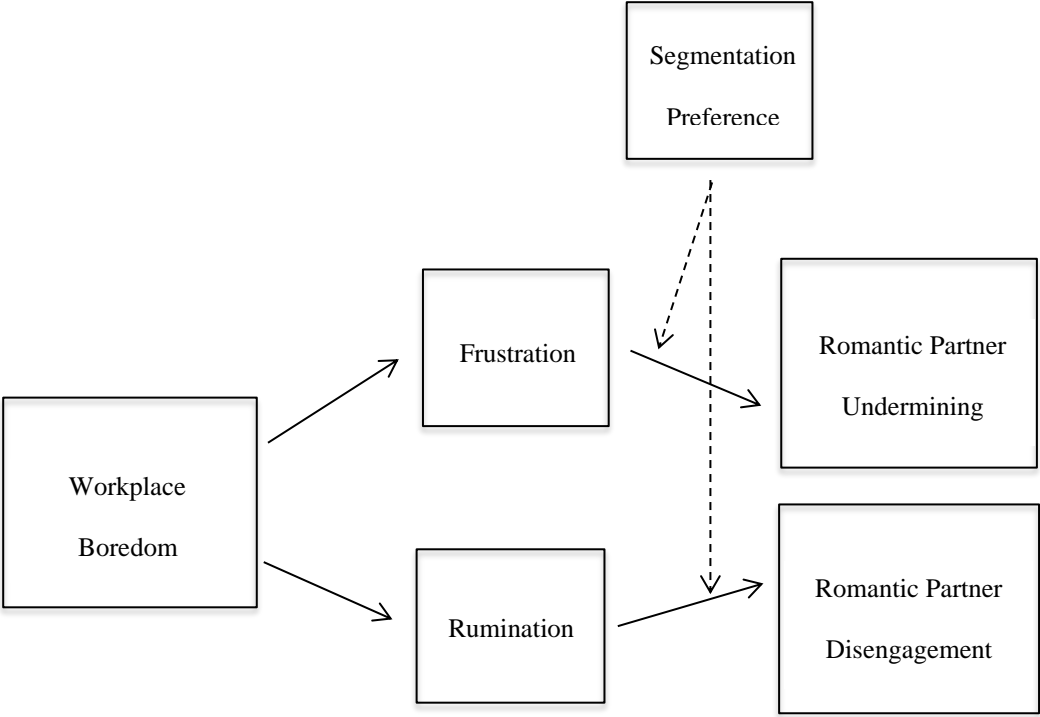 Segmentation
Preference
Frustration
Romantic Partner
Undermining
Workplace
Boredom
Rumination
Romantic Partner
Disengagement